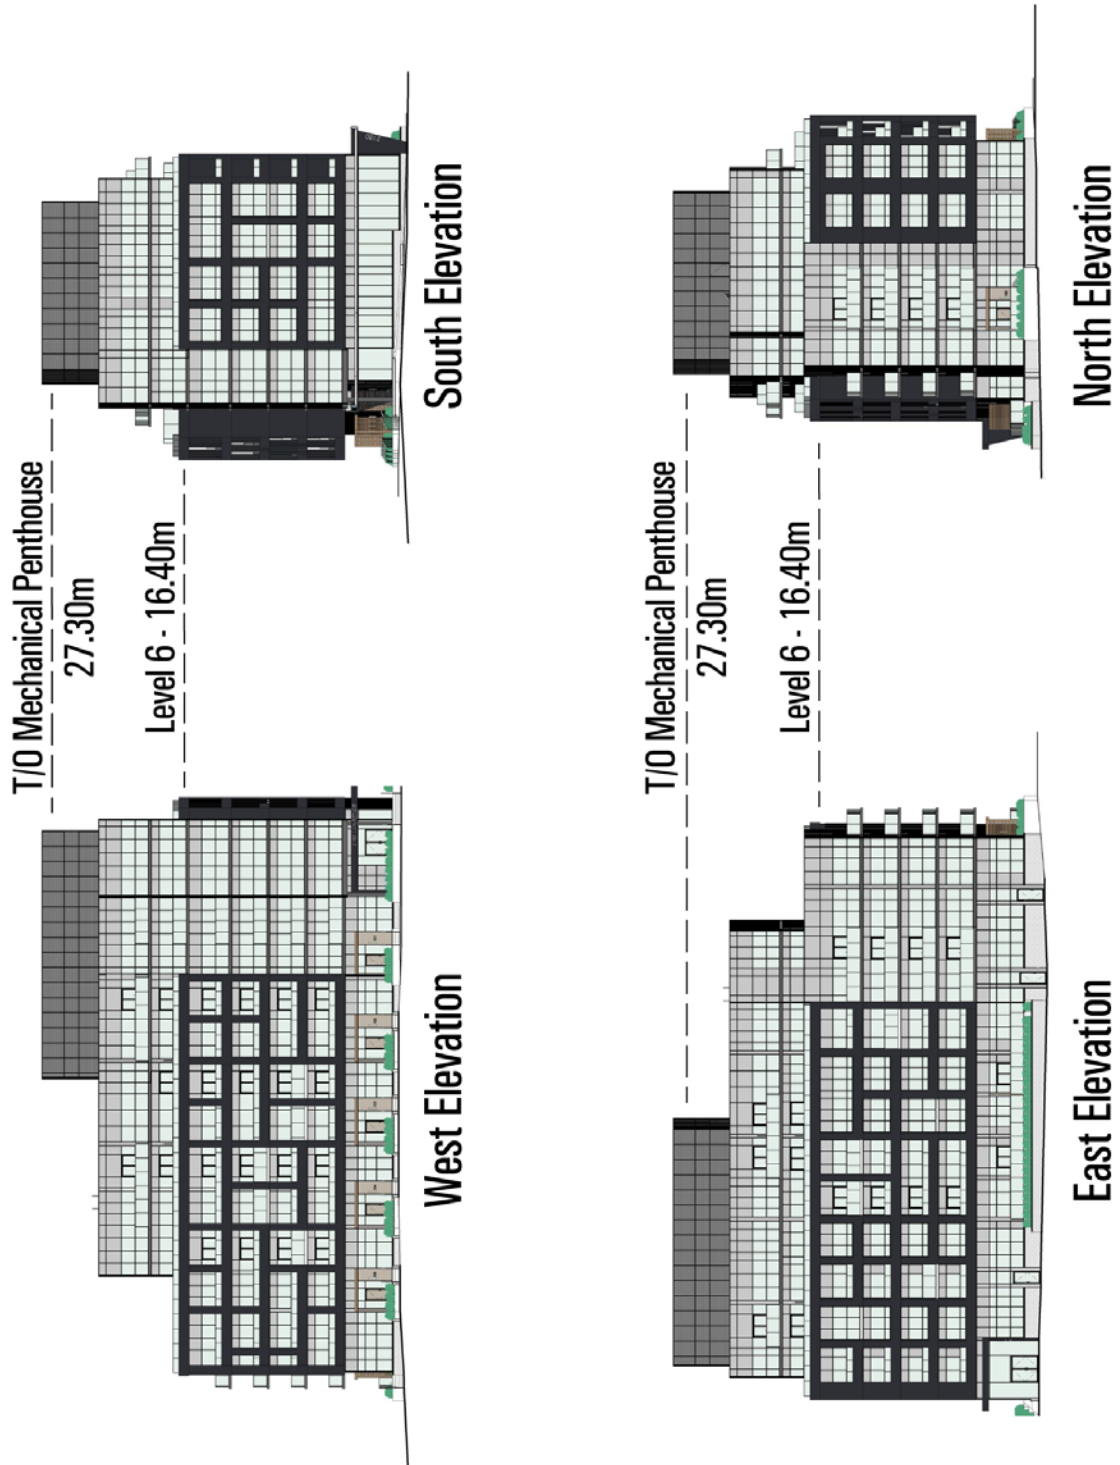 T/O Mechanical Penthouse
27.30m
Level 6 - 16.40m
West Elevation
South Elevation
T/O Mechanical Penthouse
27.30m
Level 6 - 16.40m
East Elevation
North Elevation